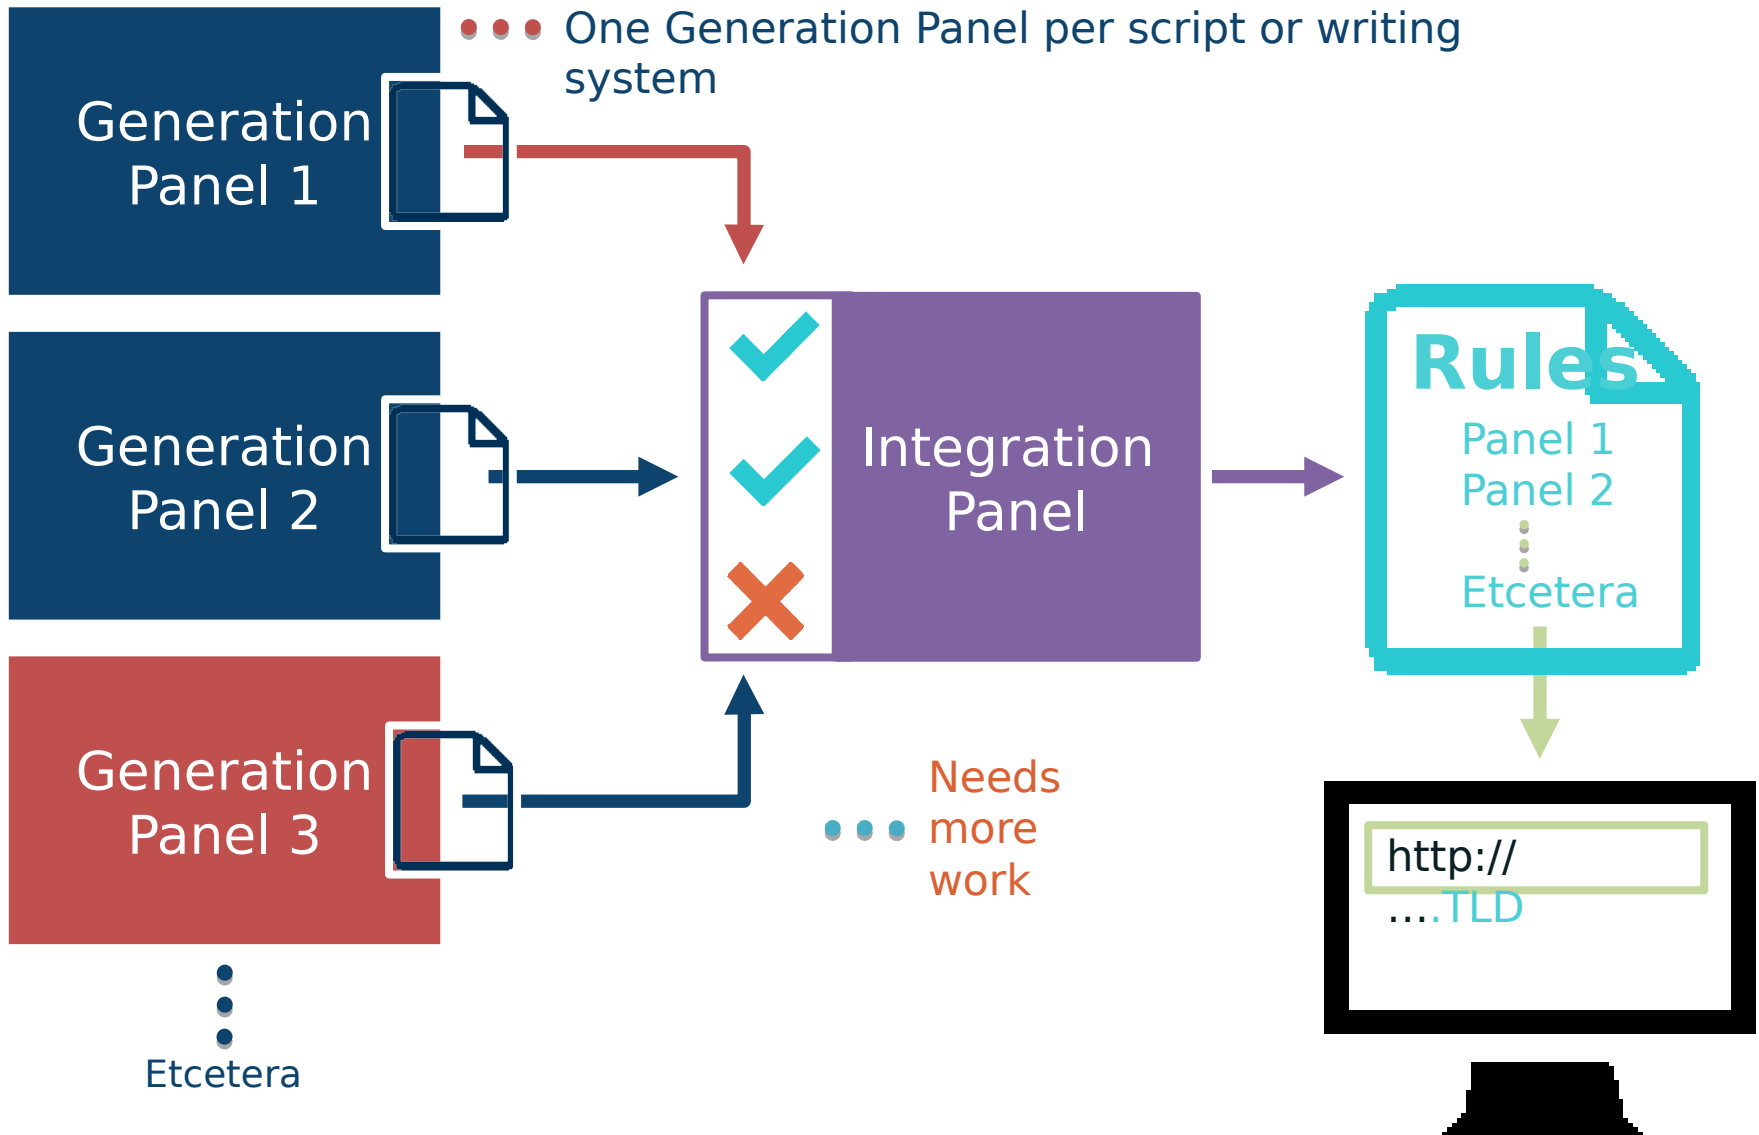 One Generation Panel per script or writing
system
Generation
Panel 1
Generation
Panel 2
Generation
Panel 3
Etcetera
Integration
Panel
Needs
more
work
Rules
Panel 1
Panel 2
Etcetera
http://
….TLD